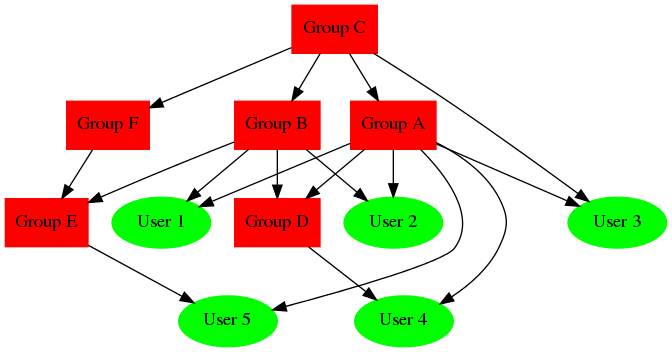 Group C
Group F
Group B
Group A
Group E
User 1
Group D
User 2
User 3
User 5
User 4